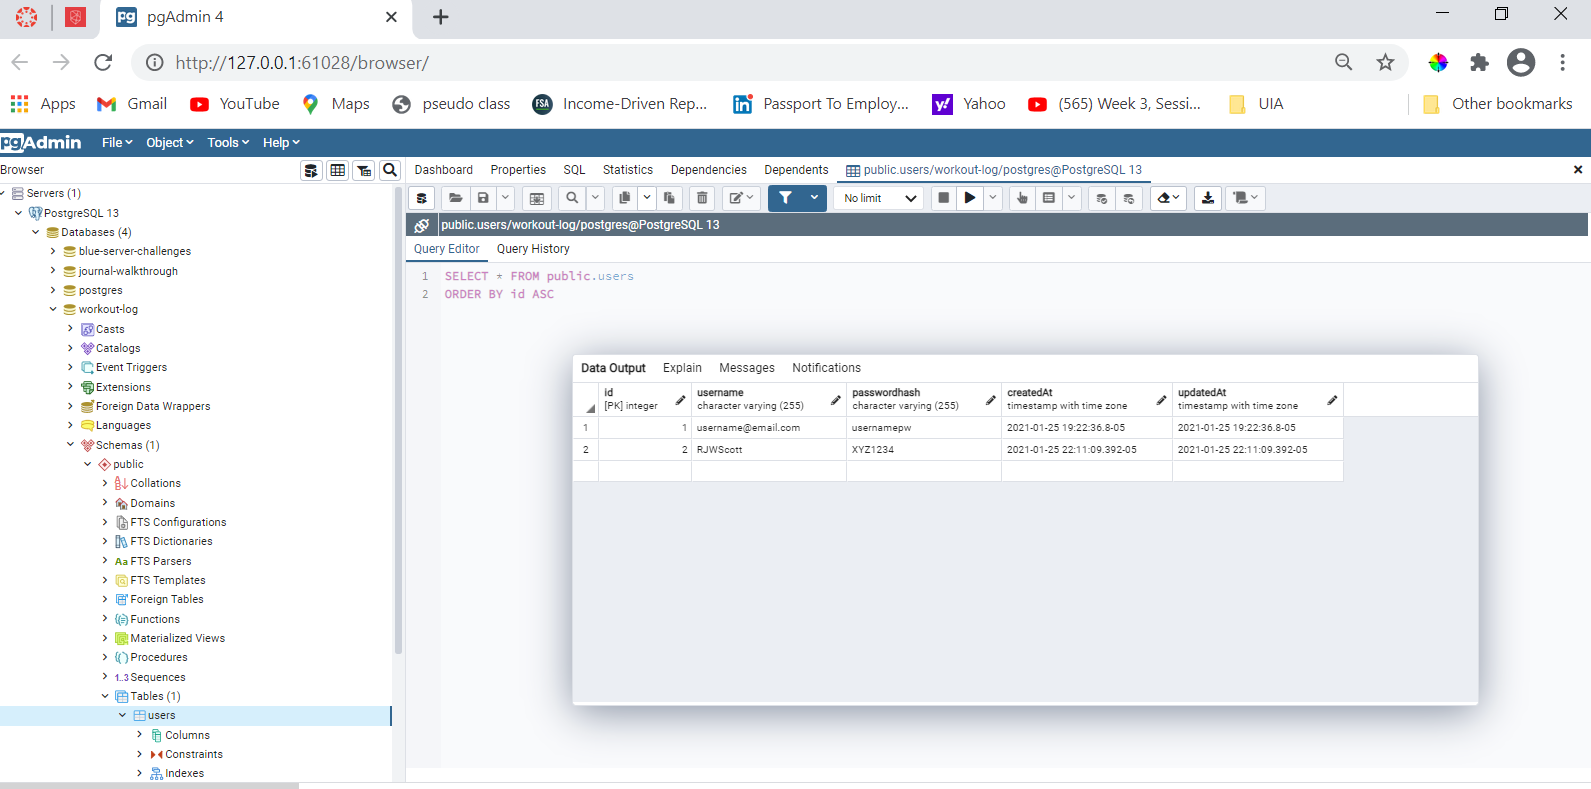 pg pgAdmin 4
http://127.0.0.1:61028/browser/
Apps Gmail YouTube Maps pseudo class FSA Income-Driven Rep... in Passport To Employ... y! Yahoo (565) Week 3, Sessi... UIA Other bookmarks
pgAdmin File Object Tools Help
Browser
Dashboard Properties SQL Statistics Dependencies Dependents public.users/workout-log/postgres@PostgreSQL 13
No limit
public.users/workout-log/postgres@PostgreSQL 13
Query Editor Query History
1 SELECT * FROM public.users
2 ORDER BY id ASC
Servers (1)
PostgreSQL 13
Databases (4)
blue-server-challenges
journal-walkthrough
postgres
workout-log
Casts
Catalogs
Event Triggers
Extensions
Foreign Data Wrappers
Languages
Schemas (1)
public
Collations
Domains
FTS Configurations
FTS Dictionaries
Aa FTS Parsers
FTS Templates
Foreign Tables
Functions
Materialized Views
Procedures
1..3 Sequences
Tables (1)
users
Columns
Constraints
Indexes
Data Output Explain Messages Notifications
id username passwordhash createdAt updatedAt
[PK] integer character varying (255) character varying (255) timestamp with time zone timestamp with time zone
1 1 username@email.com usernamepw 2021-01-25 19:22:36.8-05 2021-01-25 19:22:36.8-05
2 2 RJWScott XYZ1234 2021-01-25 22:11:09.392-05 2021-01-25 22:11:09.392-05